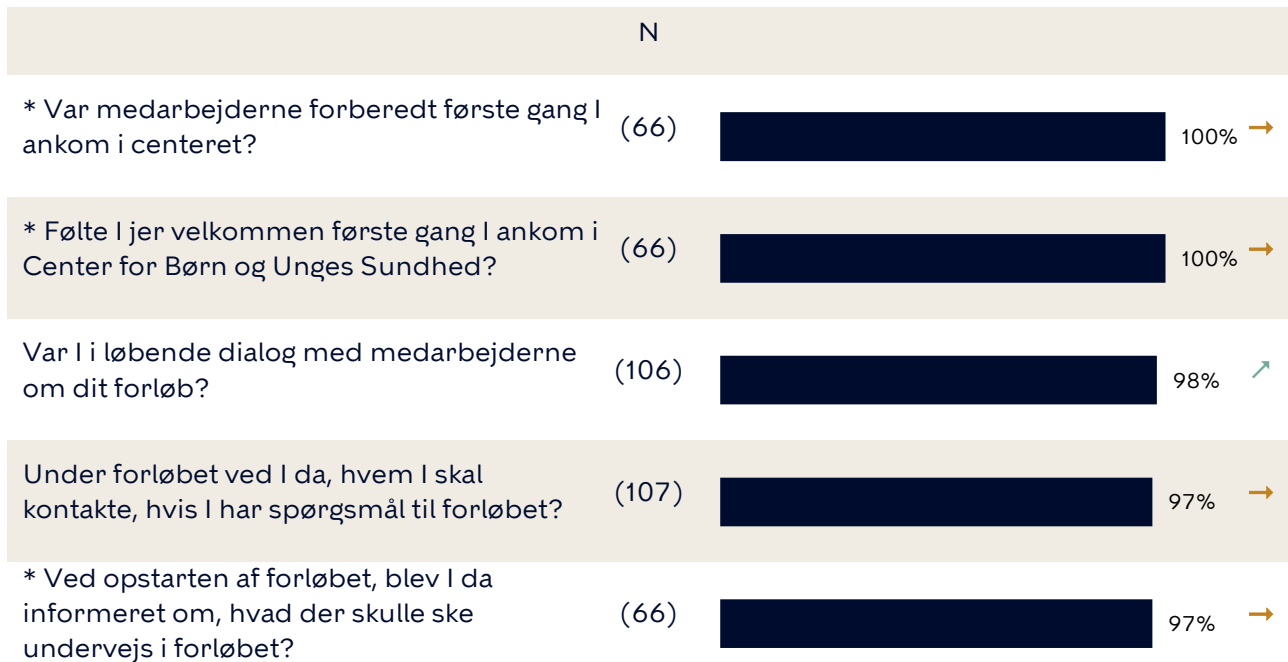 N
* Var medarbejderne forberedt første gang I
ankom i centeret?
(66)
100% →
* Følte I jer velkommen første gang I ankom i
Center for Børn og Unges Sundhed?
(66)
100% →
Var I i løbende dialog med medarbejderne
om dit forløb?
(106)
98% ↗
Under forløbet ved I da, hvem I skal
kontakte, hvis I har spørgsmål til forløbet?
(107)
97% →
* Ved opstarten af forløbet, blev I da
informeret om, hvad der skulle ske
undervejs i forløbet?
(66)
97% →